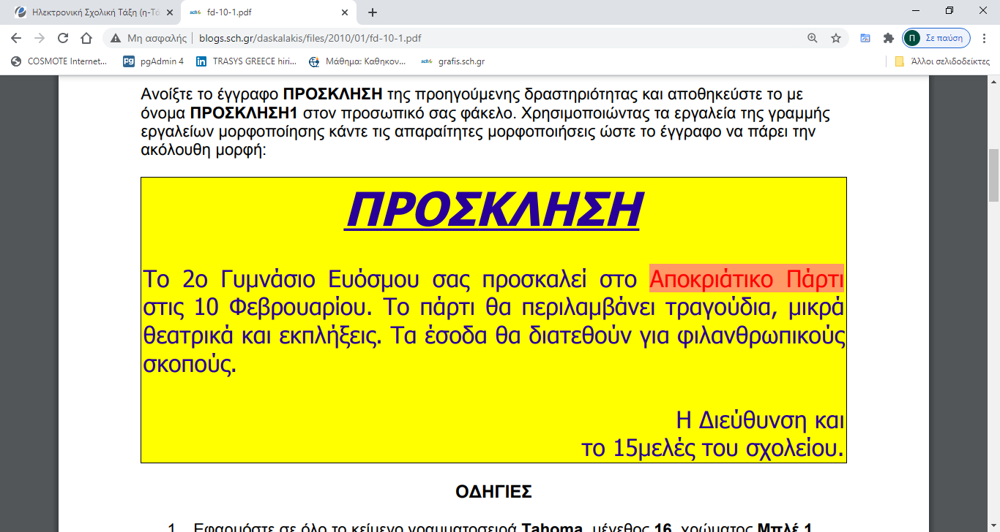 Ηλεκτρονική Σχολική Τάξη (η-Τά
sch fd-10-1.pdf
Μη ασφαλής blogs.sch.gr/daskalakis/files/2010/01/fd-10-1.pdf Π Σε παύση
COSMOTE Internet... pgAdmin 4 TRASYS GREECE hiri... Μάθημα: Καθηκον... sch grafis.sch.gr Άλλοι σελιδοδείκτες
Ανοίξτε το έγγραφο ΠΡΟΣΚΛΗΣΗ της προηγούμενης δραστηριότητας και αποθηκεύστε το με
όνομα ΠΡΟΣΚΛΗΣΗ1 στον προσωπικό σας φάκελο. Χρησιμοποιώντας τα εργαλεία της γραμμής
εργαλείων μορφοποίησης κάντε τις απαραίτητες μορφοποιήσεις ώστε το έγγραφο να πάρει την
ακόλουθη μορφή:
ΠΡΟΣΚΛΗΣΗ
Το 2ο Γυμνάσιο Ευόσμου σας προσκαλεί στο Αποκριάτικο Πάρτι
στις 10 Φεβρουαρίου. Το πάρτι θα περιλαμβάνει τραγούδια, μικρά
θεατρικά και εκπλήξεις. Τα έσοδα θα διατεθούν για φιλανθρωπικούς
σκοπούς.
Η Διεύθυνση και
το 15μελές του σχολείου.
ΟΔΗΓΙΕΣ
1. Εφαρμόστε σε όλο το κείμενο γραμματοσειρά Tahoma, μέγεθος 16, χρώματος Μπλέ 1